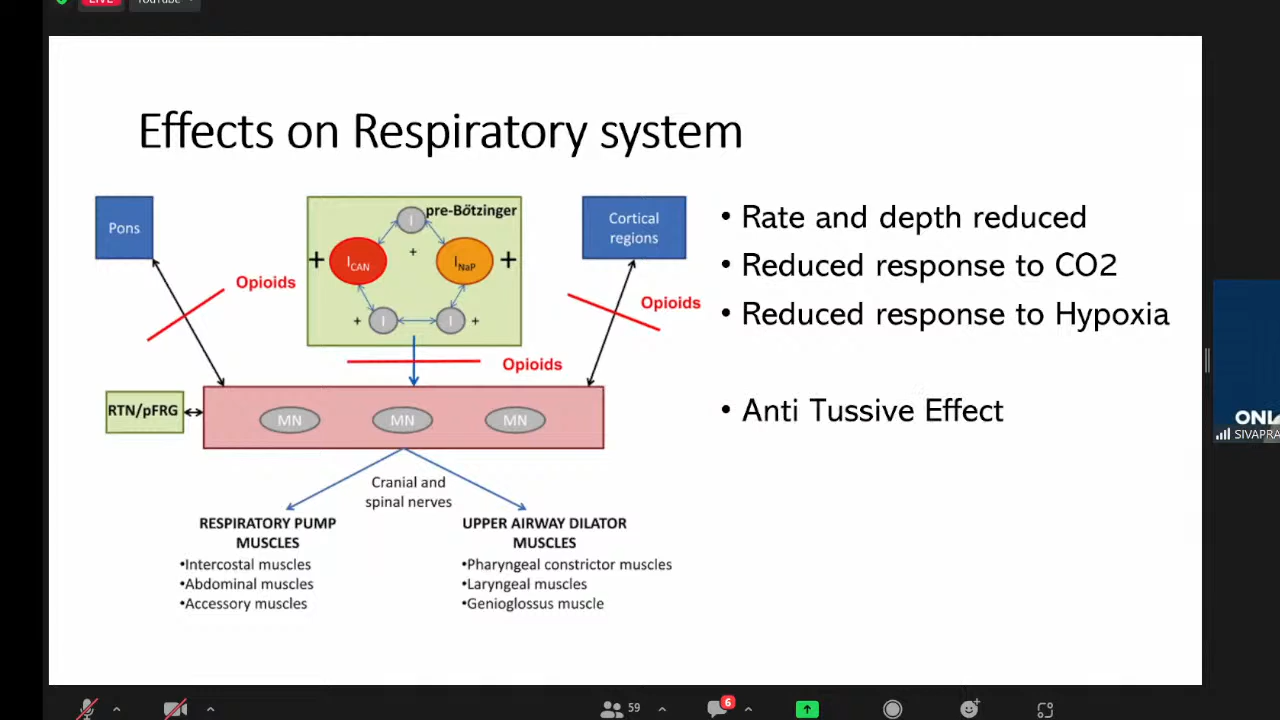 LIVE
YouTube
Effects on Respiratory system
Pons
pre-Bötzinger
I
I_CAN
I_NaP
+
+
+
+ I
I +
Cortical
regions
Opioids
Opioids
Opioids
RTN/pFRG
MN
MN
MN
Cranial and
spinal nerves
RESPIRATORY PUMP
MUSCLES
•Intercostal muscles
•Abdominal muscles
•Accessory muscles
UPPER AIRWAY DILATOR
MUSCLES
•Pharyngeal constrictor muscles
•Laryngeal muscles
•Genioglossus muscle
• Rate and depth reduced
• Reduced response to CO2
• Reduced response to Hypoxia
• Anti Tussive Effect
SIVAPRA
59
6